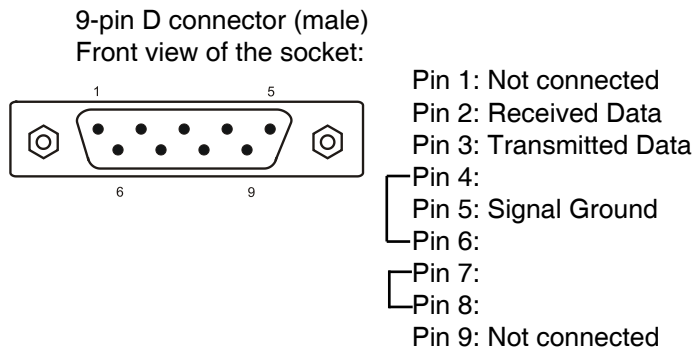 9-pin D connector (male)
Front view of the socket:
1 5
6 9
Pin 1: Not connected
Pin 2: Received Data
Pin 3: Transmitted Data
Pin 4:
Pin 5: Signal Ground
Pin 6:
Pin 7:
Pin 8:
Pin 9: Not connected